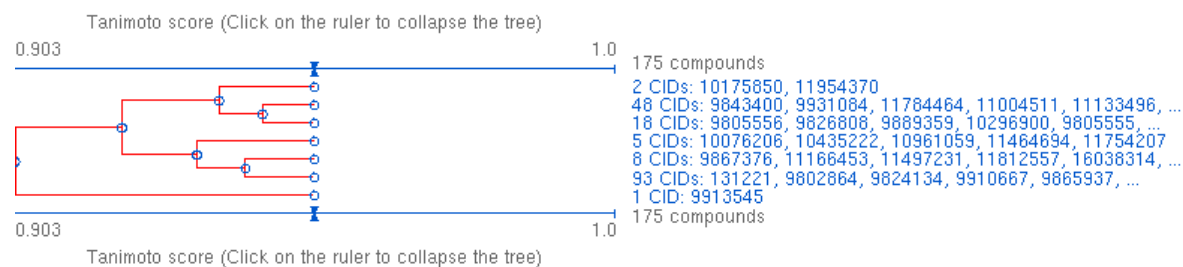 Tanimoto score (Click on the ruler to collapse the tree)
0.903 1.0
175 compounds
2 CIDs: 10175850, 11954370
48 CIDs: 9843400, 9931084, 11784464, 11004511, 11133496, ...
18 CIDs: 9805556, 9826808, 9889359, 10296900, 9805555, ...
5 CIDs: 10076206, 10435222, 10961059, 11464694, 11754207
8 CIDs: 9867376, 11166453, 11497231, 11812557, 16038314, ...
93 CIDs: 131221, 9802864, 9824134, 9910667, 9865937, ...
1 CID: 9913545
175 compounds
0.903 1.0
Tanimoto score (Click on the ruler to collapse the tree)